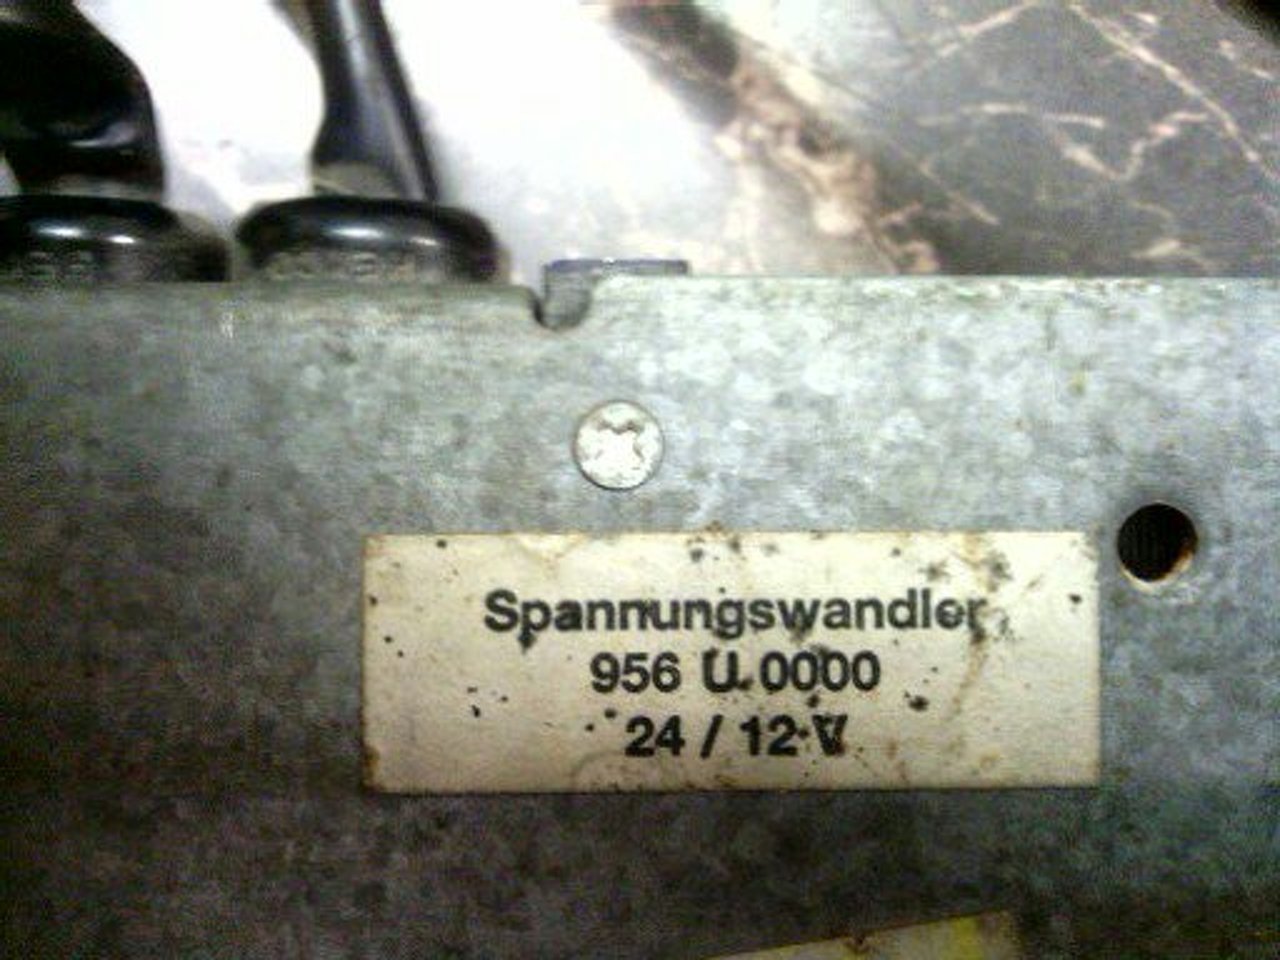 Spannungswandler
956 U 0000
24 / 12 V